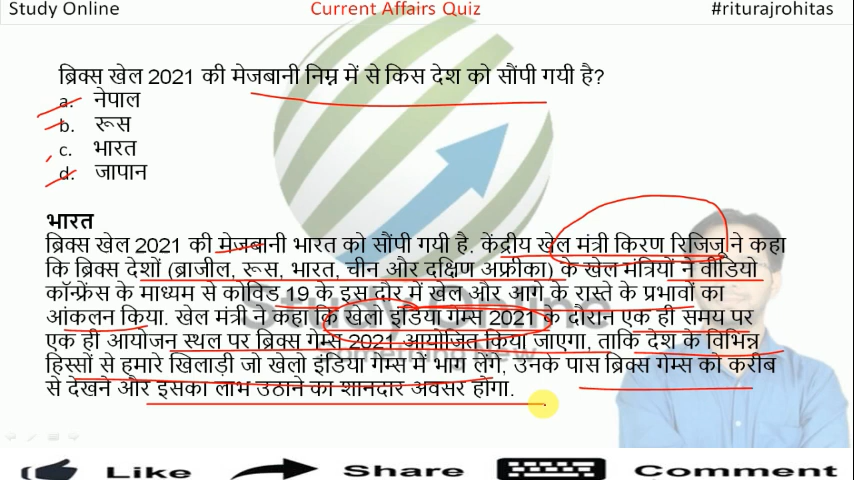 Study Online Current Affairs Quiz #riturajrohitas
ब्रिक्स खेल 2021 की मेजबानी निम्न में से किस देश को सौंपी गयी है?
a. नेपाल
b. रूस
c. भारत
d. जापान
भारत
ब्रिक्स खेल 2021 की मेजबानी भारत को सौंपी गयी है. केंद्रीय खेल मंत्री किरण रिजिजू ने कहा
कि ब्रिक्स देशों (ब्राजील, रूस, भारत, चीन और दक्षिण अफ्रीका) के खेल मंत्रियों ने वीडियो
कॉन्फ्रेंस के माध्यम से कोविड 19 के इस दौर में खेल और आगे के रास्ते के प्रभावों का
आंकलन किया. खेल मंत्री ने कहा कि खेलो इंडिया गेम्स 2021 के दौरान एक ही समय पर
एक ही आयोजन स्थल पर ब्रिक्स गेम्स 2021 आयोजित किया जाएगा, ताकि देश के विभिन्न
हिस्सों से हमारे खिलाड़ी जो खेलो इंडिया गेम्स में भाग लेंगे, उनके पास ब्रिक्स गेम्स को करीब
से देखने और इसका लाभ उठाने का शानदार अवसर होगा.
Study Online
Like Share Comment